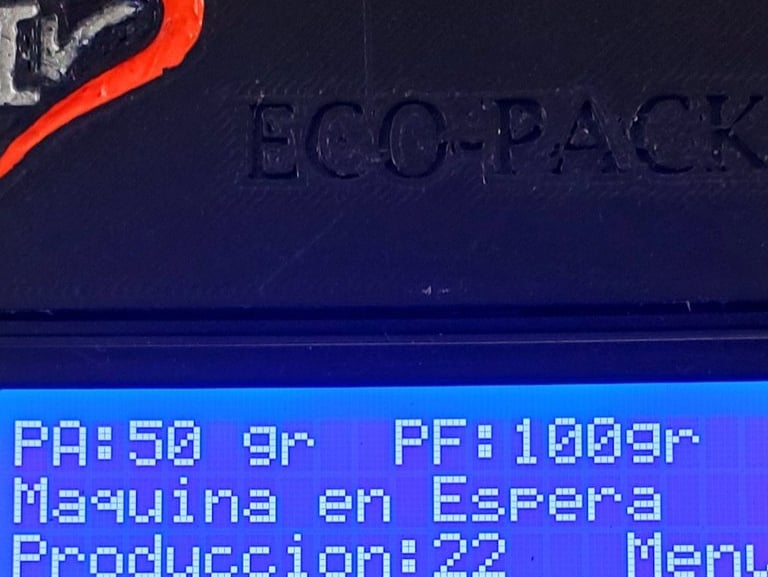 ECO-PACK
PA:50 gr PF:100gr
Maquina en Espera
Produccion:22 Menu